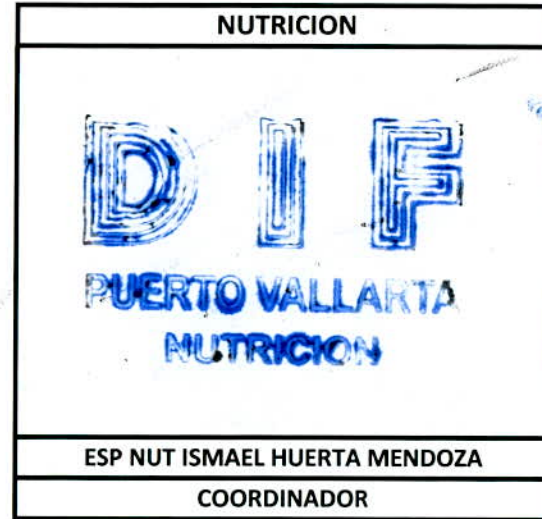 NUTRICION
DIF
PUERTO VALLARTA
NUTRICION
ESP NUT ISMAEL HUERTA MENDOZA
COORDINADOR